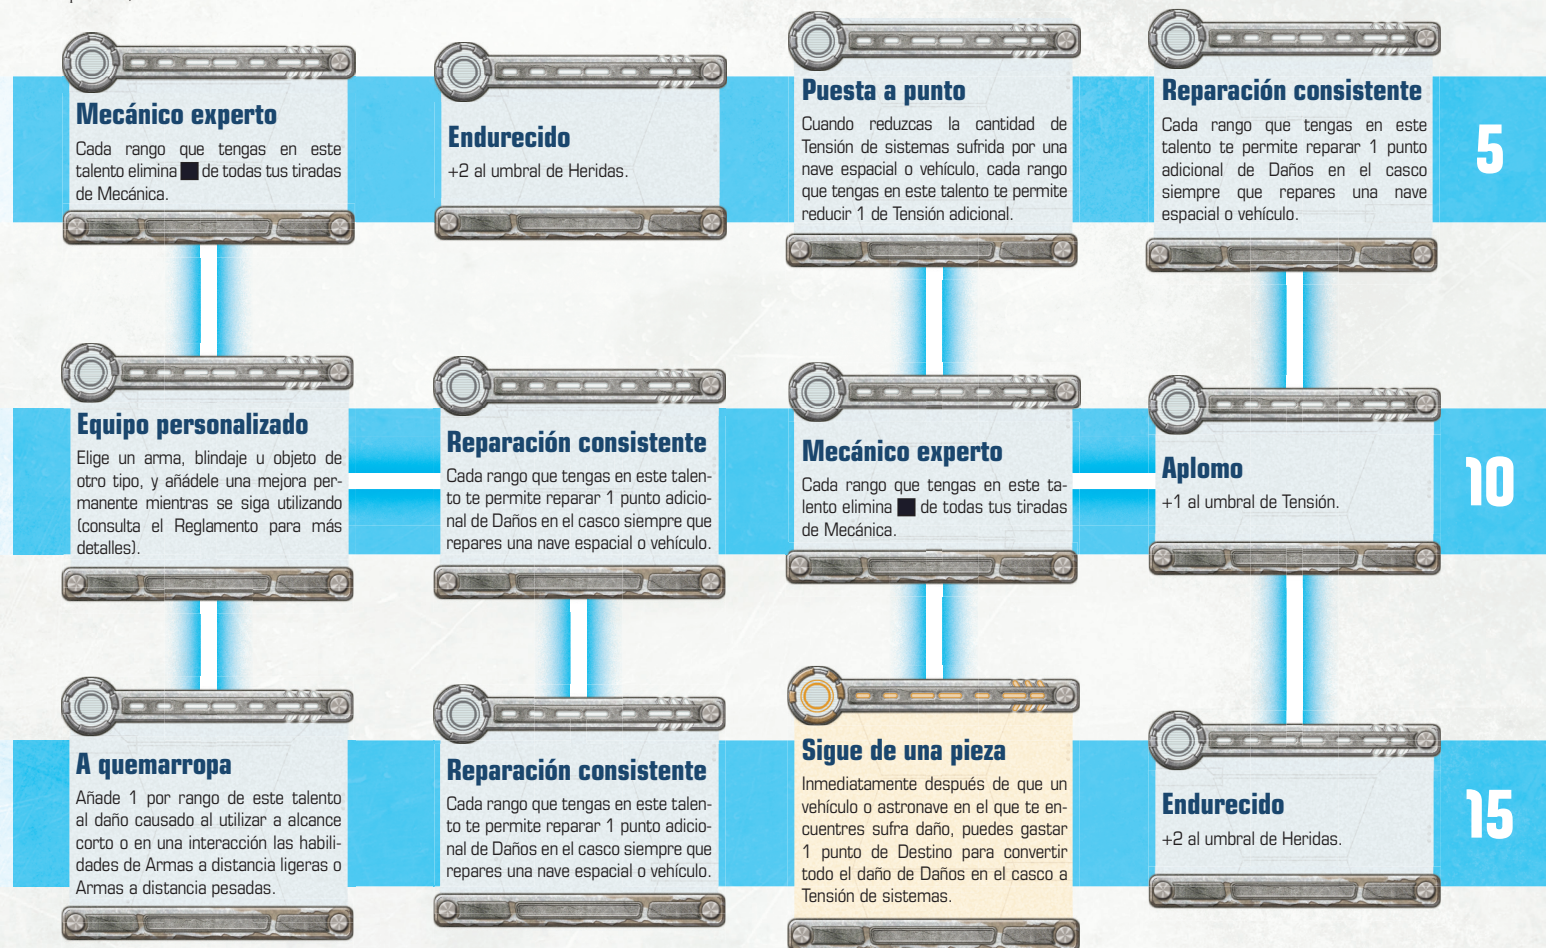 Mecánico experto
Cada rango que tengas en este
talento elimina de todas tus tiradas
de Mecánica.
Endurecido
+2 al umbral de Heridas.
Puesta a punto
Cuando reduzcas la cantidad de
Tensión de sistemas sufrida por una
nave espacial o vehículo, cada rango
que tengas en este talento te permite
reducir 1 de Tensión adicional.
Reparación consistente
Cada rango que tengas en este
talento te permite reparar 1 punto
adicional de Daños en el casco
siempre que repares una nave
espacial o vehículo.
5
Equipo personalizado
Elige un arma, blindaje u objeto de
otro tipo, y añádele una mejora per-
manente mientras se siga utilizando
(consulta el Reglamento para más
detalles).
Reparación consistente
Cada rango que tengas en este talen-
to te permite reparar 1 punto adicio-
nal de Daños en el casco siempre que
repares una nave espacial o vehículo.
Mecánico experto
Cada rango que tengas en este ta-
lento elimina de todas tus tiradas
de Mecánica.
Aplomo
+1 al umbral de Tensión.
10
A quemarropa
Añade 1 por rango de este talento
al daño causado al utilizar a alcance
corto o en una interacción las habili-
dades de Armas a distancia ligeras o
Armas a distancia pesadas.
Reparación consistente
Cada rango que tengas en este talen-
to te permite reparar 1 punto adicio-
nal de Daños en el casco siempre que
repares una nave espacial o vehículo.
Sigue de una pieza
Inmediatamente después de que un
vehículo o astronave en el que te en-
cuentres sufra daño, puedes gastar
1 punto de Destino para convertir
todo el daño de Daños en el casco a
Tensión de sistemas.
Endurecido
+2 al umbral de Heridas.
15